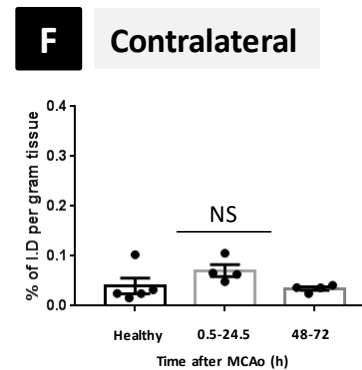 F Contralateral
% of I.D per gram tissue
0.4
0.3
0.2
0.1
0.0
NS
Healthy 0.5-24.5 48-72
Time after MCAo (h)